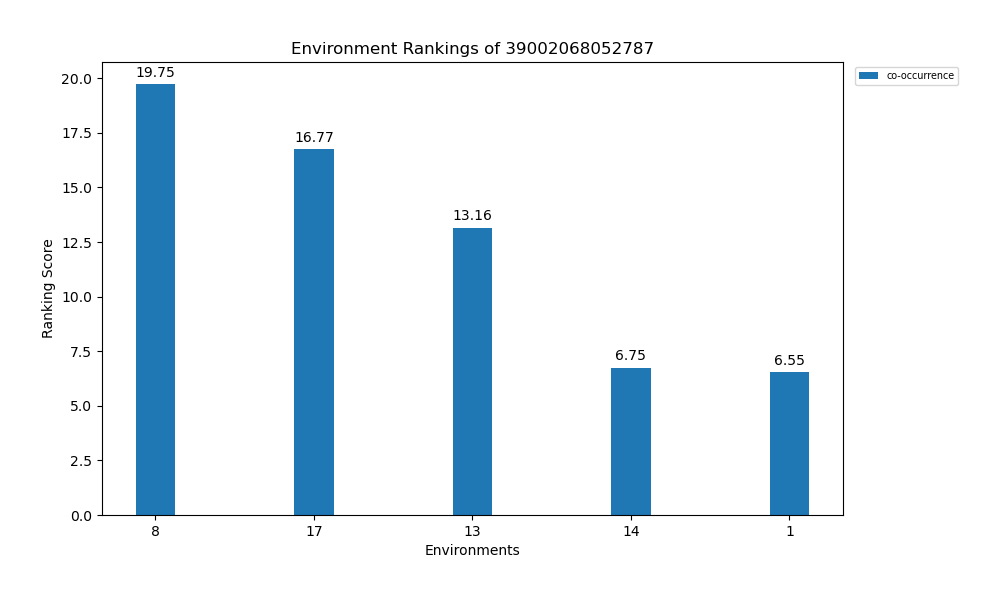 Environment Rankings of 39002068052787
co-occurrence
19.75
16.77
13.16
6.75
6.55
Ranking Score
20.0
17.5
15.0
12.5
10.0
7.5
5.0
2.5
0.0
8 17 13 14 1
Environments